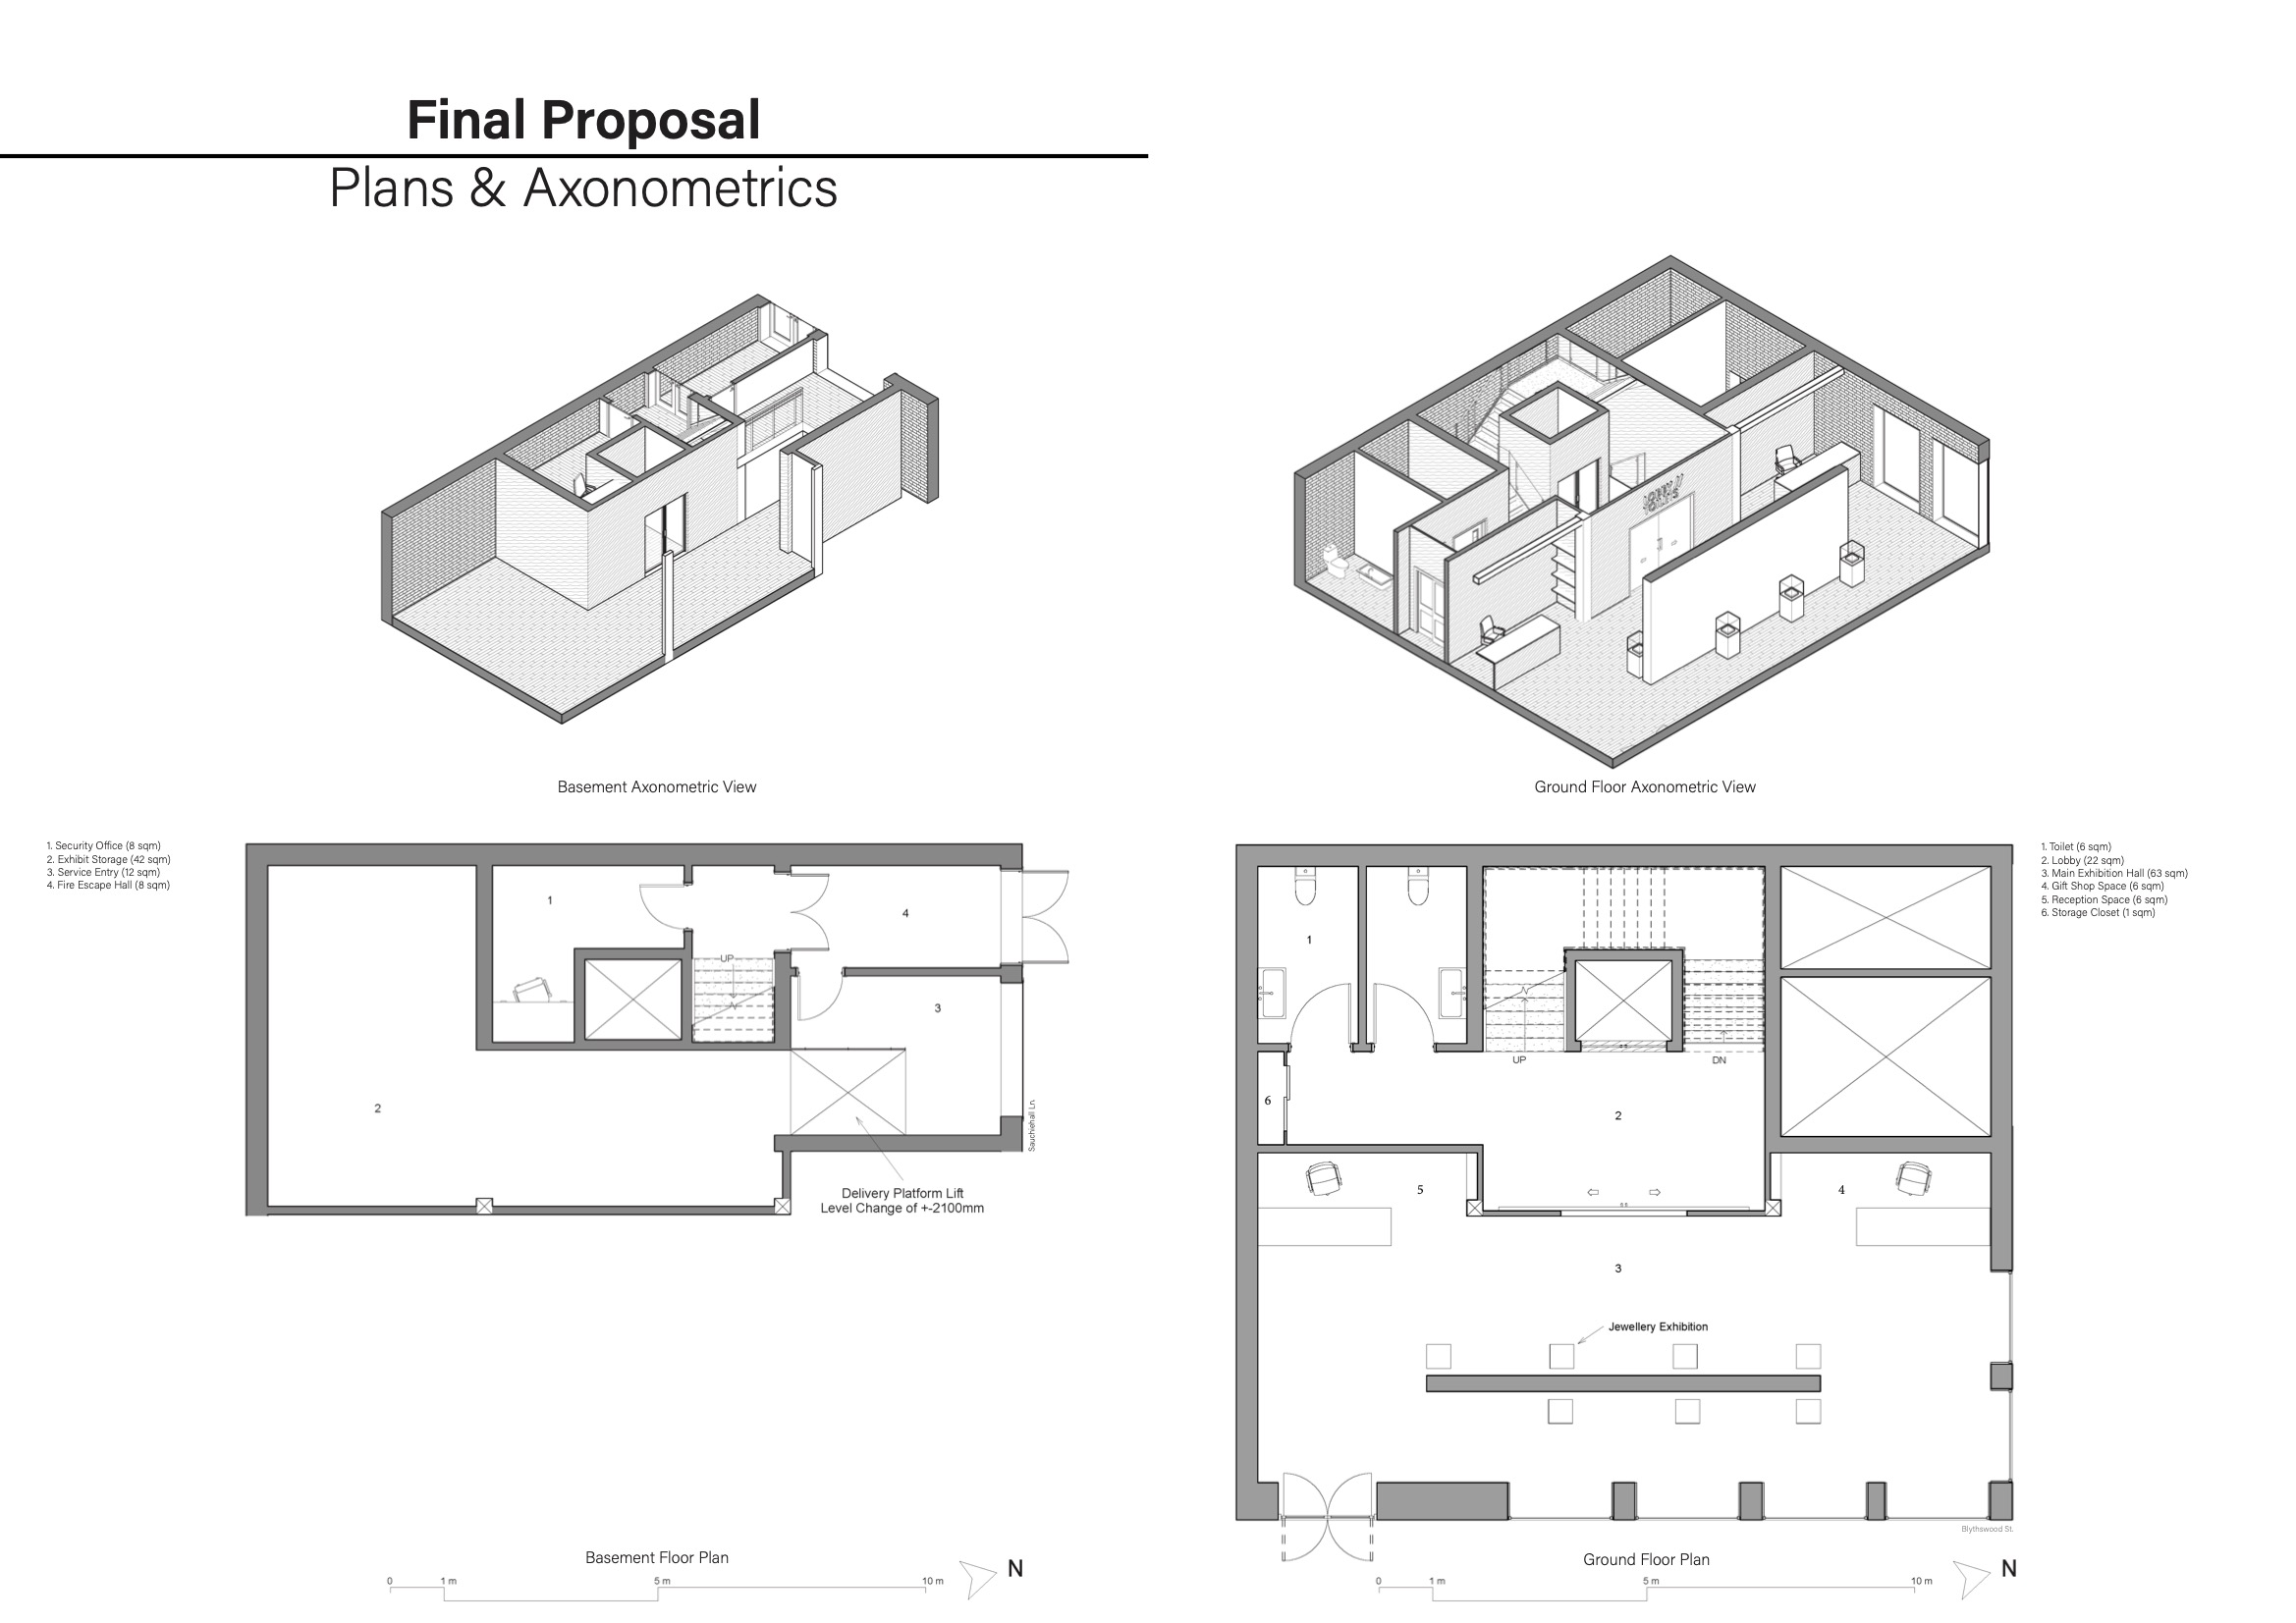 Final Proposal
Plans & Axonometrics
LOBBY //
TOILETS
Basement Axonometric View
Ground Floor Axonometric View
1. Security Office (8 sqm)
2. Exhibit Storage (42 sqm)
3. Service Entry (12 sqm)
4. Fire Escape Hall (8 sqm)
1
4
UP
3
2
Sauchiehall Ln.
Delivery Platform Lift
Level Change of +-2100mm
Basement Floor Plan
0 1 m 5 m 10 m
N
1. Toilet (6 sqm)
2. Lobby (22 sqm)
3. Main Exhibition Hall (63 sqm)
4. Gift Shop Space (6 sqm)
5. Reception Space (6 sqm)
6. Storage Closet (1 sqm)
1
UP
DN
6
2
5
4
3
Jewellery Exhibition
Blythswood St.
Ground Floor Plan
0 1 m 5 m 10 m
N